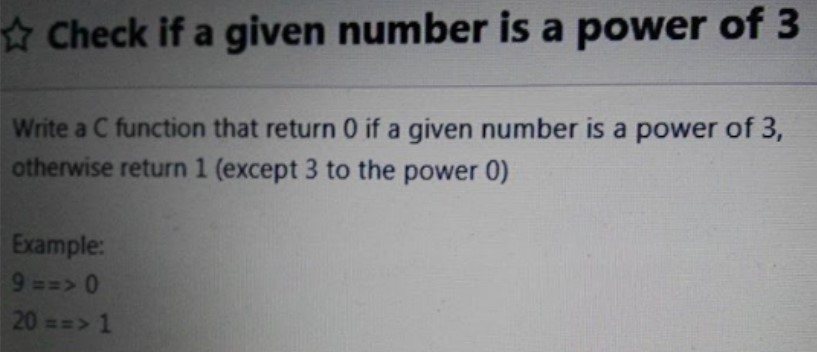 Check if a given number is a power of 3
Write a C function that return 0 if a given number is a power of 3,
otherwise return 1 (except 3 to the power 0)
Example:
9 ==> 0
20 ==> 1